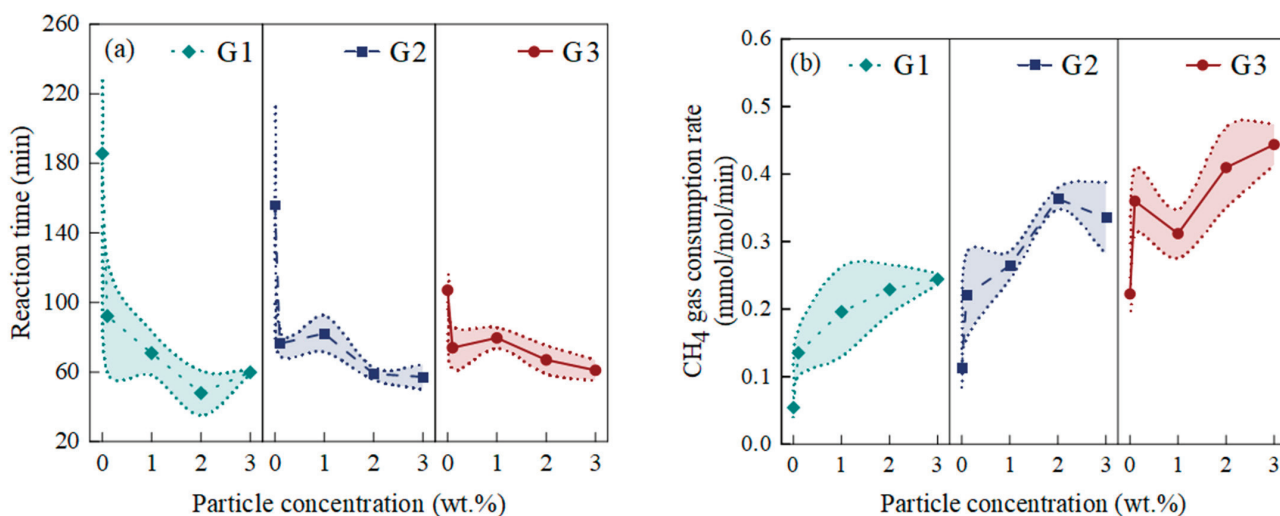 (a) G1 G2 G3
260
220
180
140
100
60
20
Reaction time (min)
0 1 2 3 0 1 2 3 0 1 2 3
Particle concentration (wt.%)
(b) G1 G2 G3
0.6
0.5
0.4
0.3
0.2
0.1
0.0
CH₄ gas consumption rate
(mmol/mol/min)
0 1 2 3 0 1 2 3 0 1 2 3
Particle concentration (wt.%)